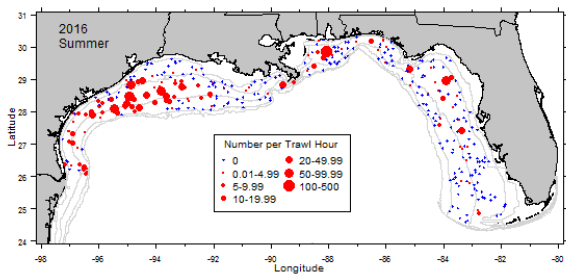 2016
Summer
31
30
29
28
27
26
25
24
Latitude
Number per Trawl Hour
0 20-49.99
0.01-4.99 50-99.99
5-9.99 100-500
10-19.99
-98 -96 -94 -92 -90 -88 -86 -84 -82 -80
Longitude